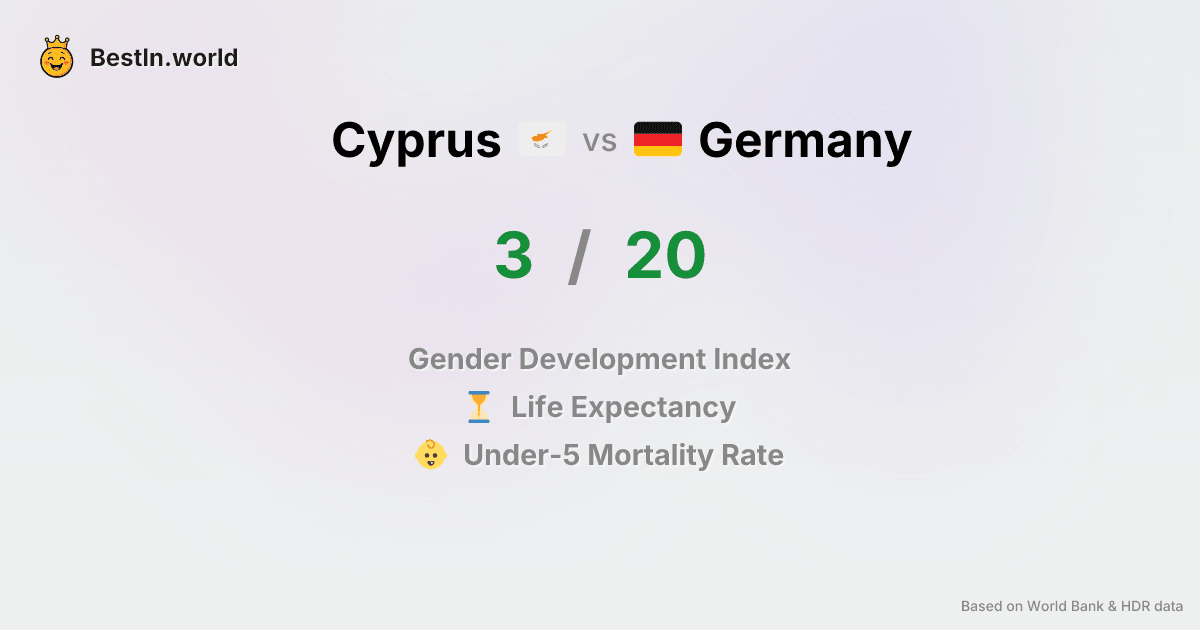 BestIn.world
Cyprus vs Germany
3 / 20
Gender Development Index
Life Expectancy
Under-5 Mortality Rate
Based on World Bank & HDR data